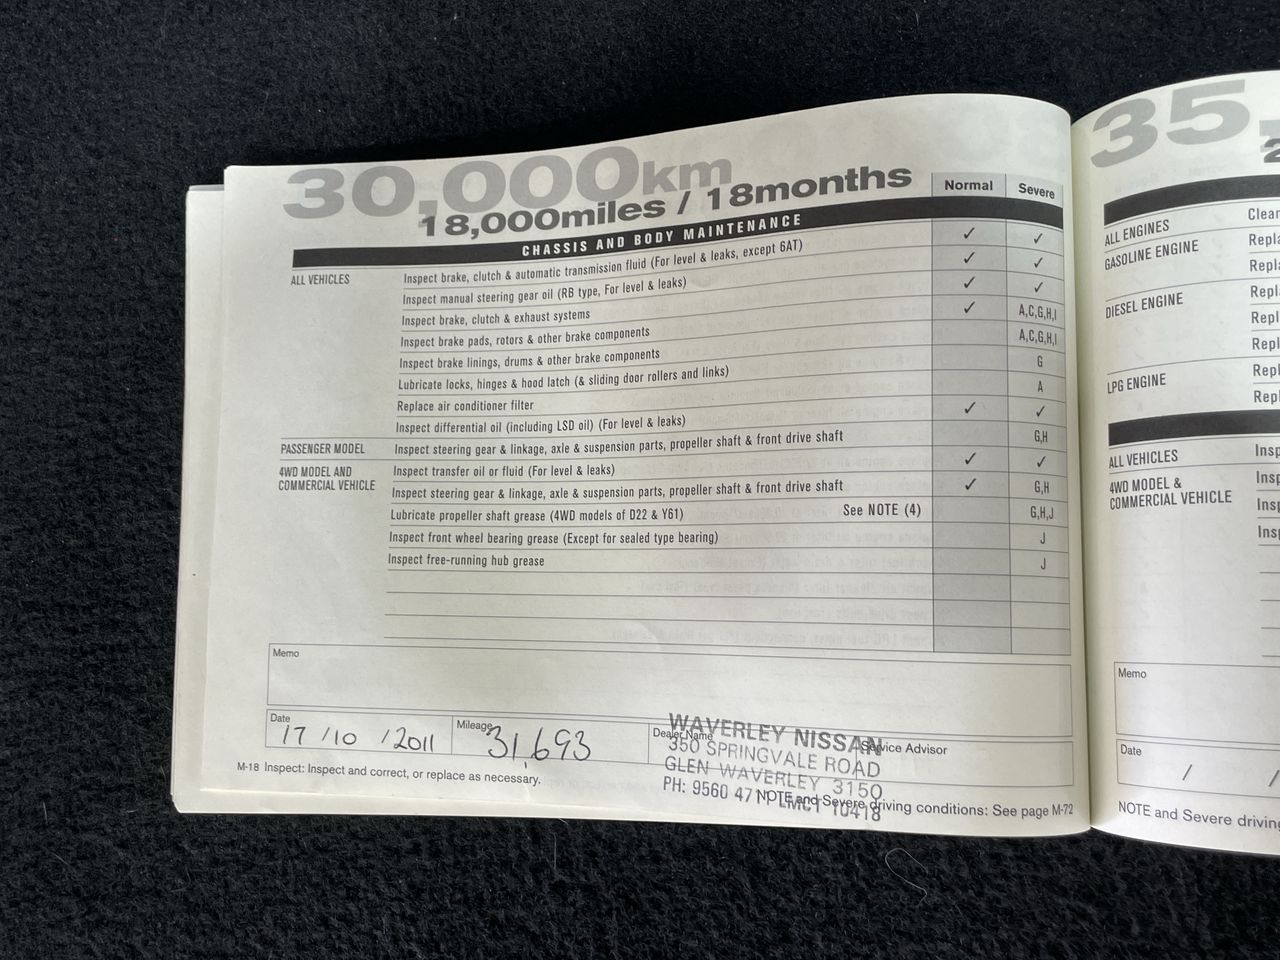 30,000km
18,000miles / 18months
Normal Severe
CHASSIS AND BODY MAINTENANCE
ALL VEHICLES Inspect brake, clutch & automatic transmission fluid (For level & leaks, except 6AT) ✓ ✓
Inspect manual steering gear oil (RB type, For level & leaks) ✓ ✓
Inspect brake, clutch & exhaust systems ✓ ✓
Inspect brake pads, rotors & other brake components ✓ A,C,G,H,I
Inspect brake linings, drums & other brake components A,C,G,H,I
Lubricate locks, hinges & hood latch (& sliding door rollers and links) G
Replace air conditioner filter A
Inspect differential oil (including LSD oil) (For level & leaks) ✓ ✓
PASSENGER MODEL Inspect steering gear & linkage, axle & suspension parts, propeller shaft & front drive shaft G,H
4WD MODEL AND
COMMERCIAL VEHICLE
Inspect transfer oil or fluid (For level & leaks) ✓ ✓
Inspect steering gear & linkage, axle & suspension parts, propeller shaft & front drive shaft ✓ G,H
Lubricate propeller shaft grease (4WD models of D22 & Y61) See NOTE (4) G,H,J
Inspect front wheel bearing grease (Except for sealed type bearing) J
Inspect free-running hub grease J
Memo
Date
17 /10 /2011
Mileage
31,693
Dealer Name
Service Advisor
WAVERLEY NISSAN
350 SPRINGVALE ROAD
GLEN WAVERLEY 3150
PH: 9560 4711 LMCT 10418
M-18 Inspect: Inspect and correct, or replace as necessary.
NOTE and Severe driving conditions: See page M-72
35,
2
ALL ENGINES Clear
GASOLINE ENGINE Repl
Repl
DIESEL ENGINE Repl
Repl
Repl
LPG ENGINE Repl
Repl
ALL VEHICLES Insp
4WD MODEL &
COMMERCIAL VEHICLE
Insp
Insp
Insp
Memo
Date
/ /
NOTE and Severe driving